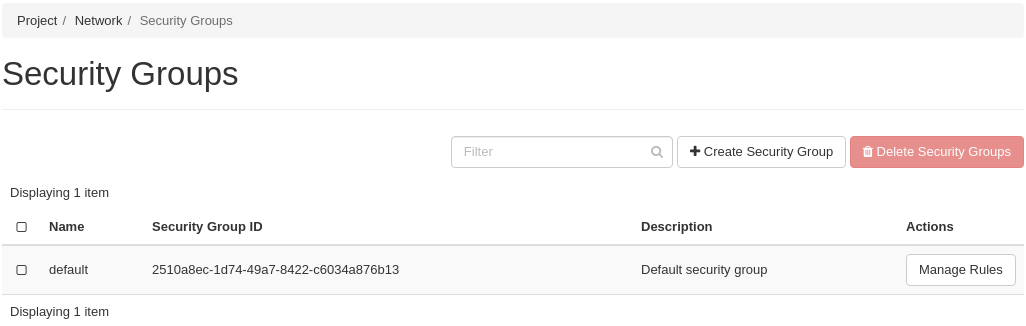 Project / Network / Security Groups
Security Groups
Filter Create Security Group Delete Security Groups
Displaying 1 item
Name Security Group ID Description Actions
default 2510a8ec-1d74-49a7-8422-c6034a876b13 Default security group Manage Rules
Displaying 1 item